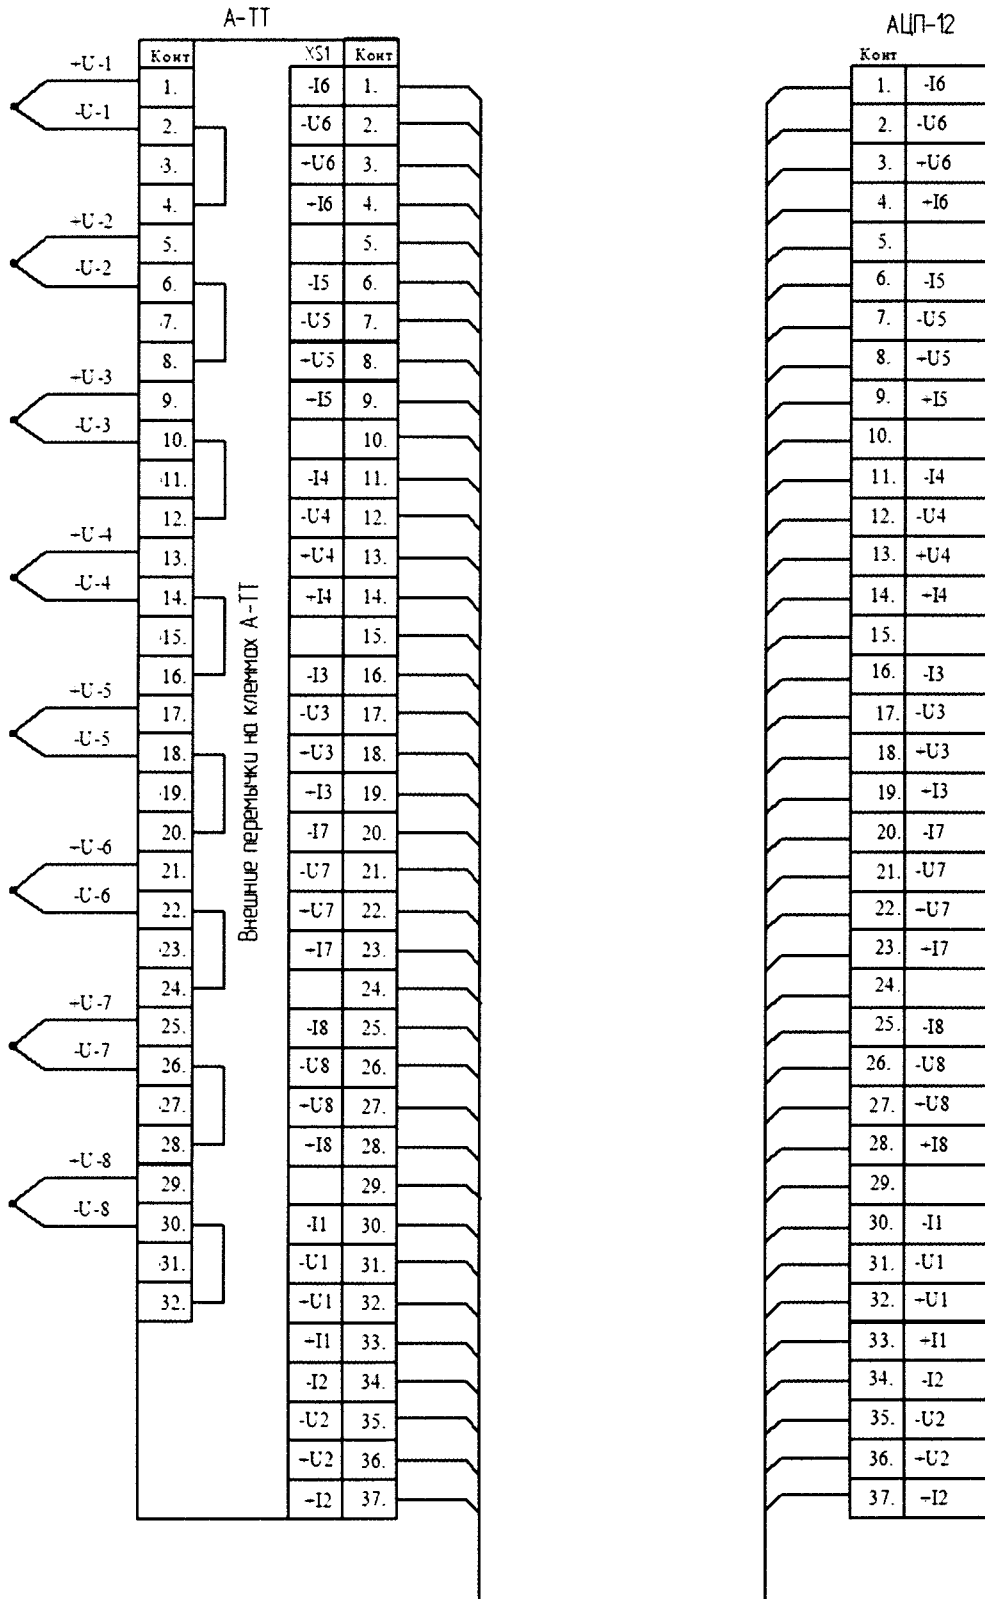 А-ТТ
АЦП-12
Конт
XS1 Конт
Конт
+U-1
-U-1
+U-2
-U-2
+U-3
-U-3
+U-4
-U-4
+U-5
-U-5
+U-6
-U-6
+U-7
-U-7
+U-8
-U-8
1.
2.
3.
4.
5.
6.
7.
8.
9.
10.
11.
12.
13.
14.
15.
16.
17.
18.
19.
20.
21.
22.
23.
24.
25.
26.
27.
28.
29.
30.
31.
32.
Внешние перемычки на клеммах А-ТТ
-I6 1.
-U6 2.
+U6 3.
+I6 4.
5.
-I5 6.
-U5 7.
+U5 8.
+I5 9.
10.
-I4 11.
-U4 12.
+U4 13.
+I4 14.
15.
-I3 16.
-U3 17.
+U3 18.
+I3 19.
-I7 20.
-U7 21.
+U7 22.
+I7 23.
24.
-I8 25.
-U8 26.
+U8 27.
+I8 28.
29.
-I1 30.
-U1 31.
+U1 32.
+I1 33.
-I2 34.
-U2 35.
+U2 36.
+I2 37.
1. -I6
2. -U6
3. +U6
4. +I6
5.
6. -I5
7. -U5
8. +U5
9. +I5
10.
11. -I4
12. -U4
13. +U4
14. +I4
15.
16. -I3
17. -U3
18. +U3
19. +I3
20. -I7
21. -U7
22. +U7
23. +I7
24.
25. -I8
26. -U8
27. +U8
28. +I8
29.
30. -I1
31. -U1
32. +U1
33. +I1
34. -I2
35. -U2
36. +U2
37. +I2